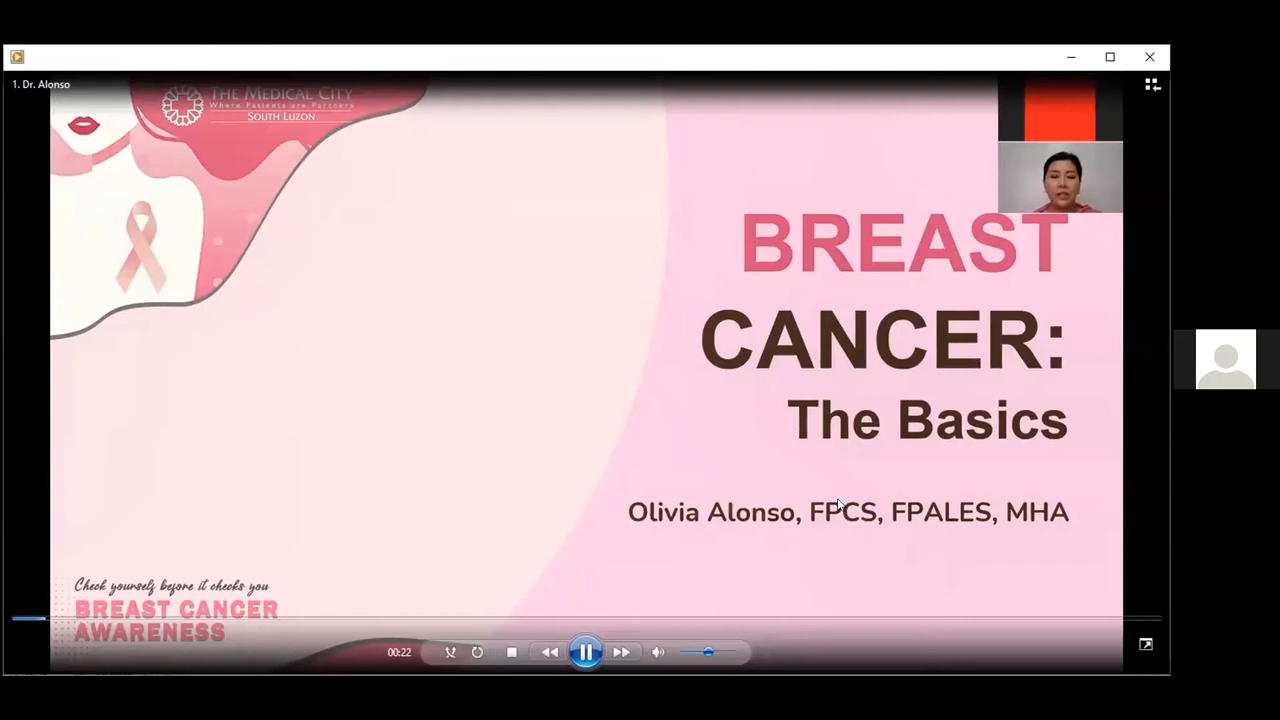 1. Dr. Alonso
THE MEDICAL CITY
Where Patients are Partners
SOUTH LUZON
BREAST
CANCER:
The Basics
Olivia Alonso, FPCS, FPALES, MHA
Check yourself before it checks you
BREAST CANCER
AWARENESS
00:22